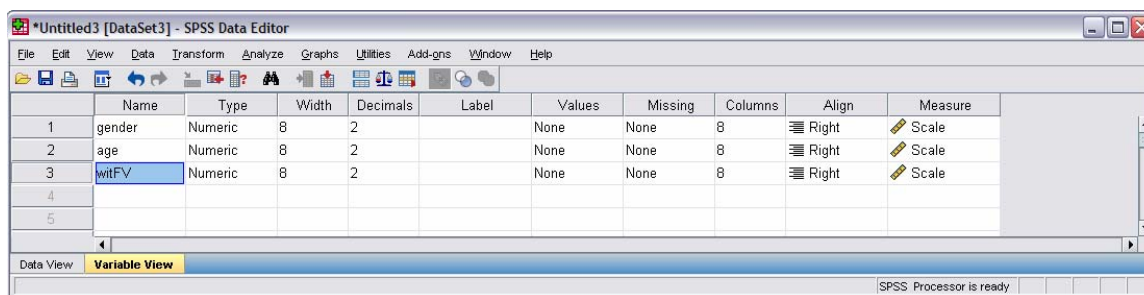 *Untitled3 [DataSet3] - SPSS Data Editor
File Edit View Data Transform Analyze Graphs Utilities Add-ons Window Help
Name Type Width Decimals Label Values Missing Columns Align Measure
1 gender Numeric 8 2 None None 8 Right Scale
2 age Numeric 8 2 None None 8 Right Scale
3 witFV Numeric 8 2 None None 8 Right Scale
4
5
Data View Variable View
SPSS Processor is ready